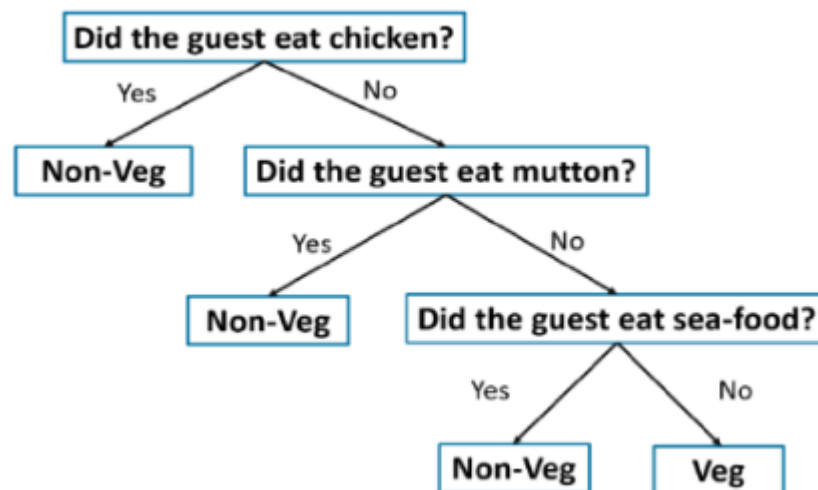 Did the guest eat chicken?
Yes
No
Non-Veg
Did the guest eat mutton?
Yes
No
Non-Veg
Did the guest eat sea-food?
Yes
No
Non-Veg
Veg